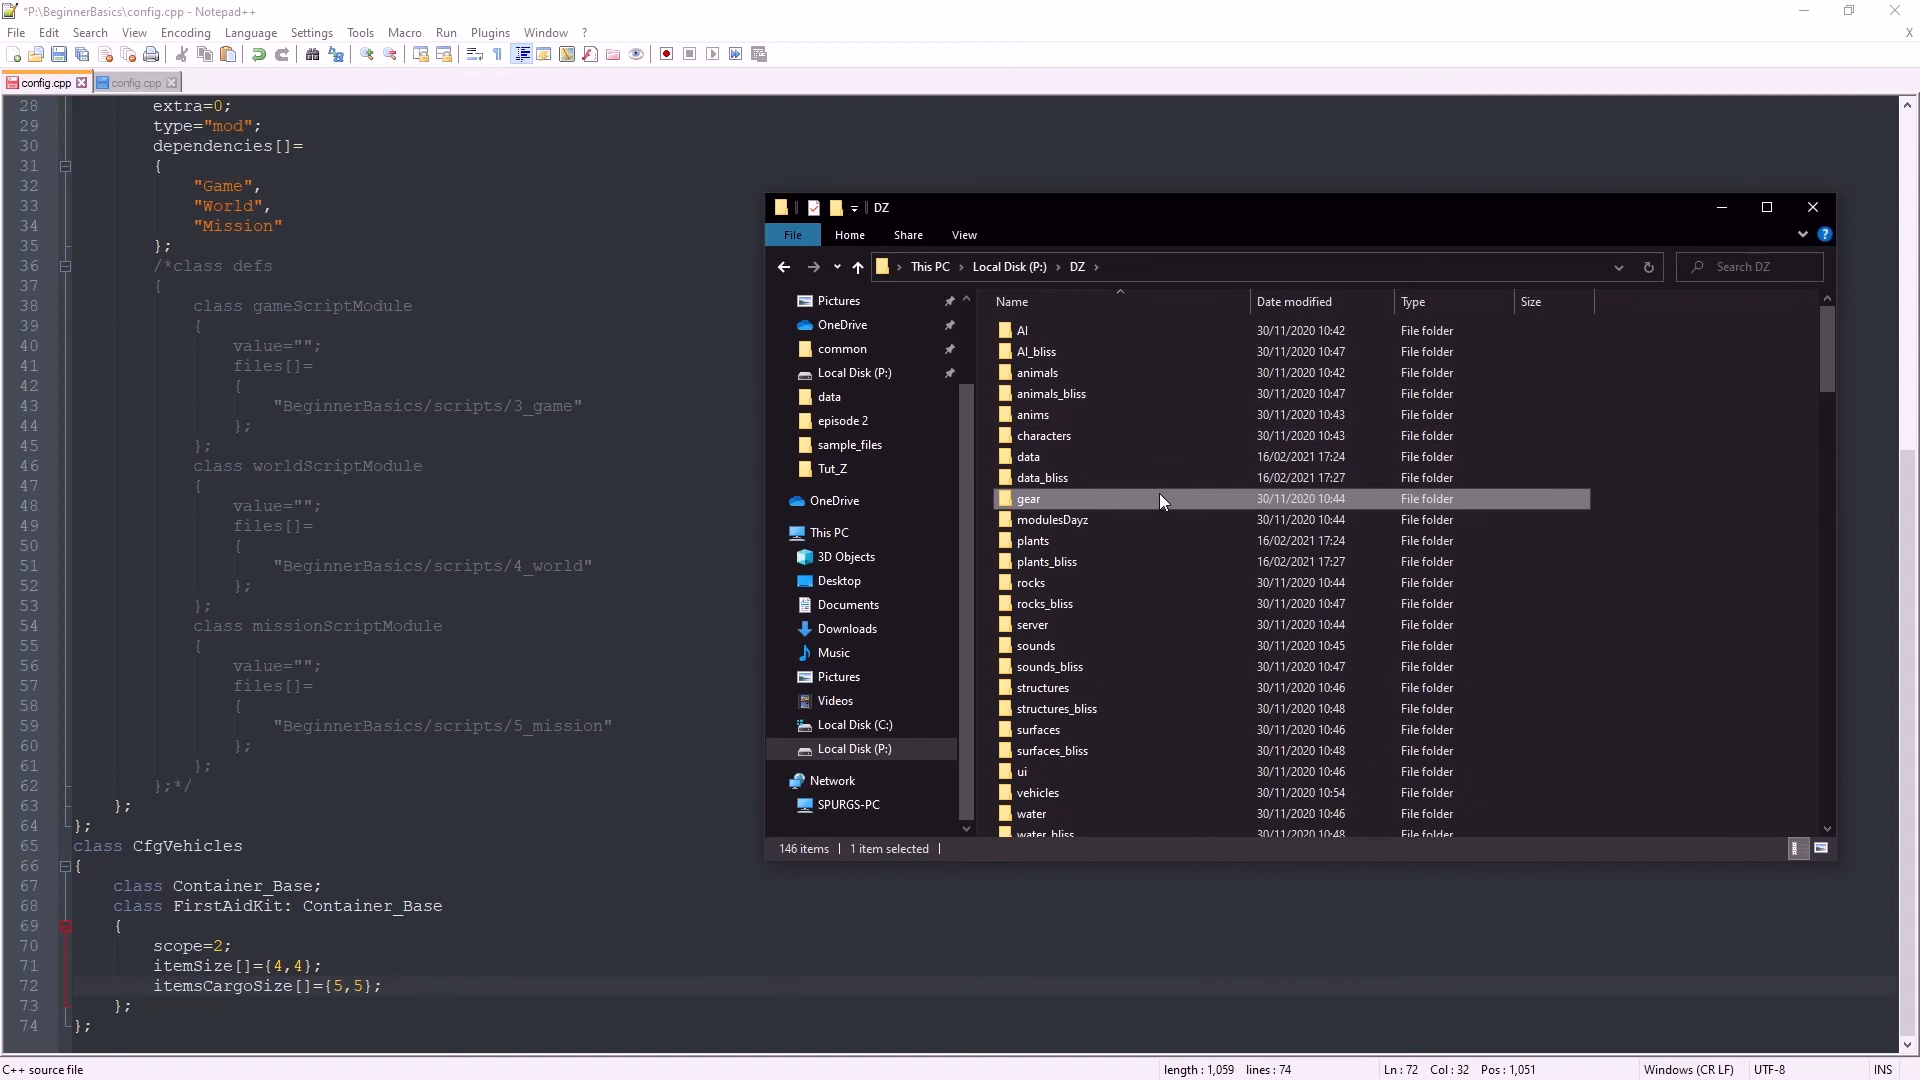 *P:\BeginnerBasics\config.cpp - Notepad++
File Edit Search View Encoding Language Settings Tools Macro Run Plugins Window ? X
config.cpp config.cpp
28 extra=0;
29 type="mod";
30 dependencies[]=
31 {
32 "Game",
33 "World",
34 "Mission"
35 };
36 /*class defs
37 {
38 class gameScriptModule
39 {
40 value="";
41 files[]=
42 {
43 "BeginnerBasics/scripts/3_game"
44 };
45 };
46 class worldScriptModule
47 {
48 value="";
49 files[]=
50 {
51 "BeginnerBasics/scripts/4_world"
52 };
53 };
54 class missionScriptModule
55 {
56 value="";
57 files[]=
58 {
59 "BeginnerBasics/scripts/5_mission"
60 };
61 };
62 };*/
63 };
64 };
65 class CfgVehicles
66 {
67 class Container_Base;
68 class FirstAidKit: Container_Base
69 {
70 scope=2;
71 itemSize[]={4,4};
72 itemsCargoSize[]={5,5};
73 };
74 };
DZ
File Home Share View
This PC Local Disk (P:) DZ Search DZ
Pictures
OneDrive
common
Local Disk (P:)
data
episode 2
sample_files
Tut_Z
OneDrive
This PC
3D Objects
Desktop
Documents
Downloads
Music
Pictures
Videos
Local Disk (C:)
Local Disk (P:)
Network
SPURGS-PC
Name Date modified Type Size
AI 30/11/2020 10:42 File folder
AI_bliss 30/11/2020 10:47 File folder
animals 30/11/2020 10:42 File folder
animals_bliss 30/11/2020 10:47 File folder
anims 30/11/2020 10:43 File folder
characters 30/11/2020 10:43 File folder
data 16/02/2021 17:24 File folder
data_bliss 16/02/2021 17:27 File folder
gear 30/11/2020 10:44 File folder
modulesDayz 30/11/2020 10:44 File folder
plants 16/02/2021 17:24 File folder
plants_bliss 16/02/2021 17:27 File folder
rocks 30/11/2020 10:44 File folder
rocks_bliss 30/11/2020 10:47 File folder
server 30/11/2020 10:44 File folder
sounds 30/11/2020 10:45 File folder
sounds_bliss 30/11/2020 10:47 File folder
structures 30/11/2020 10:46 File folder
structures_bliss 30/11/2020 10:48 File folder
surfaces 30/11/2020 10:46 File folder
surfaces_bliss 30/11/2020 10:48 File folder
ui 30/11/2020 10:46 File folder
vehicles 30/11/2020 10:54 File folder
water 30/11/2020 10:46 File folder
water_bliss 30/11/2020 10:48 File folder
146 items 1 item selected
C++ source file length : 1,059 lines : 74 Ln : 72 Col : 32 Pos : 1,051 Windows (CR LF) UTF-8 INS